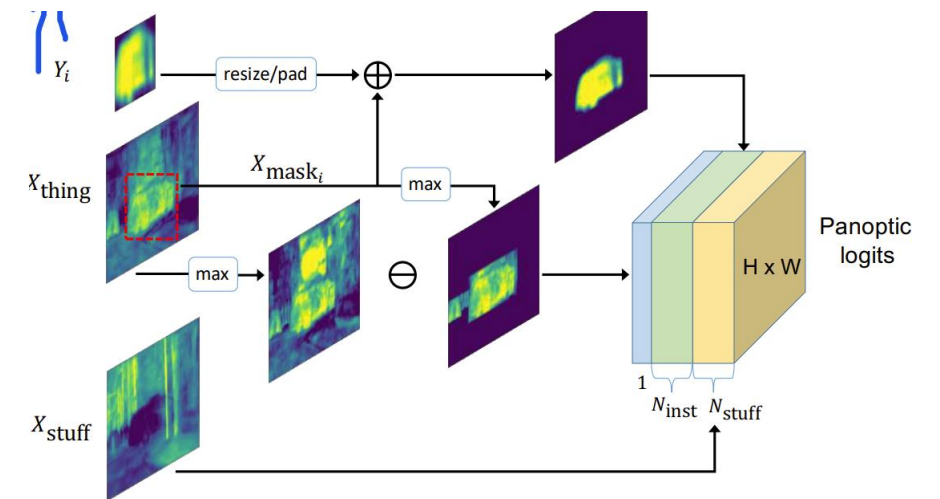 Y_i
resize/pad
X_thing
X_mask_i
max
max
X_stuff
H x W
Panoptic
logits
1
N_inst
N_stuff